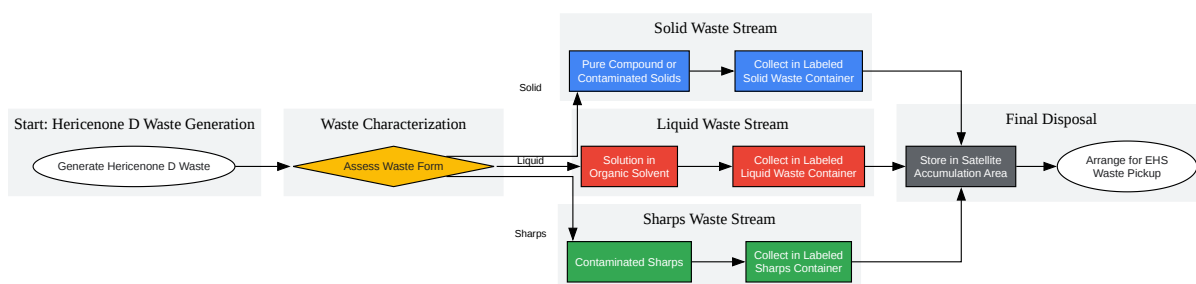 Solid Waste Stream
Pure Compound or
Contaminated Solids
Collect in Labeled
Solid Waste Container
Solid
Start: Hericenone D Waste Generation
Generate Hericenone D Waste
Waste Characterization
Assess Waste Form
Liquid
Liquid Waste Stream
Solution in
Organic Solvent
Collect in Labeled
Liquid Waste Container
Final Disposal
Store in Satellite
Accumulation Area
Arrange for EHS
Waste Pickup
Sharps
Sharps Waste Stream
Contaminated Sharps
Collect in Labeled
Sharps Container